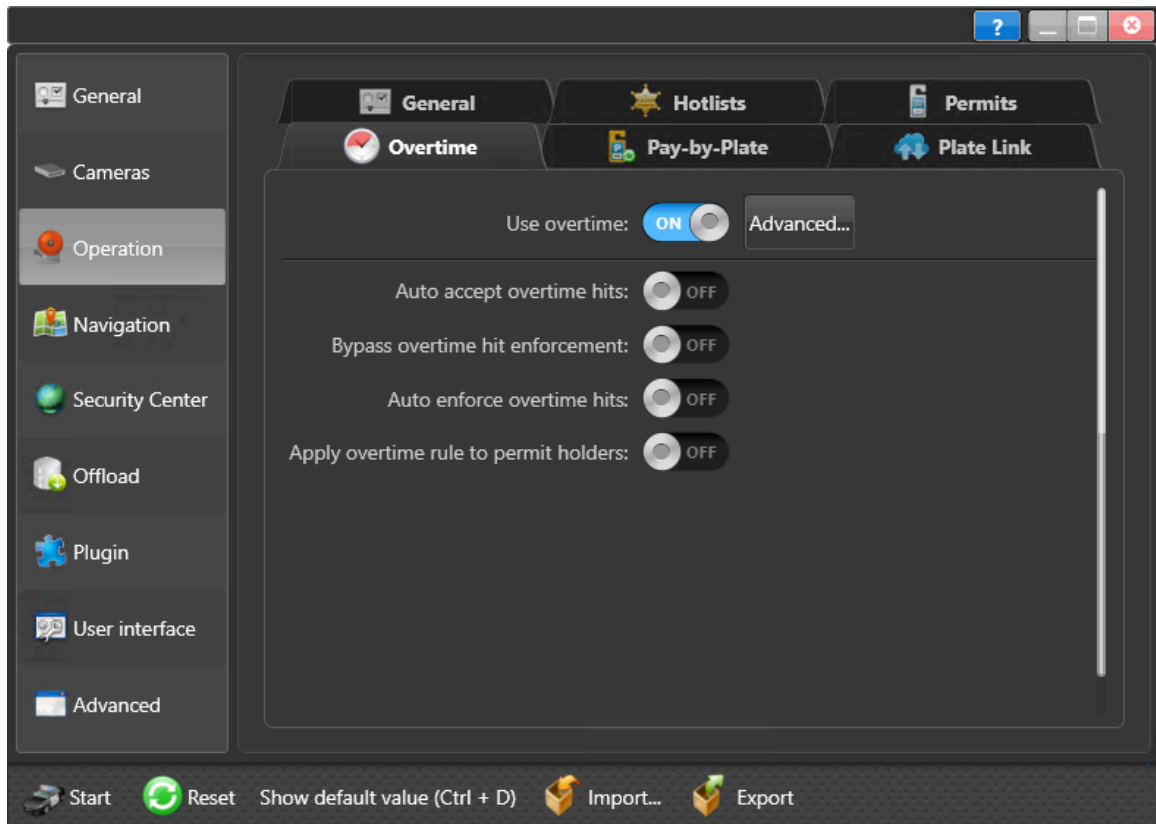 ?
General
Cameras
Operation
Navigation
Security Center
Offload
Plugin
User interface
Advanced
General Hotlists Permits
Overtime Pay-by-Plate Plate Link
Use overtime: ON Advanced...
Auto accept overtime hits: OFF
Bypass overtime hit enforcement: OFF
Auto enforce overtime hits: OFF
Apply overtime rule to permit holders: OFF
Start Reset Show default value (Ctrl + D) Import... Export